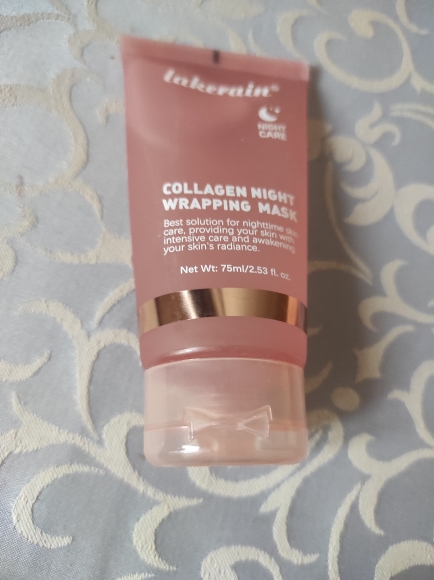 lakerain®
NIGHT
CARE
COLLAGEN NIGHT
WRAPPING MASK
Best solution for nighttime skin
care, providing your skin with
intensive care and awakening
your skin's radiance.
Net Wt: 75ml/2.53 fl. oz.